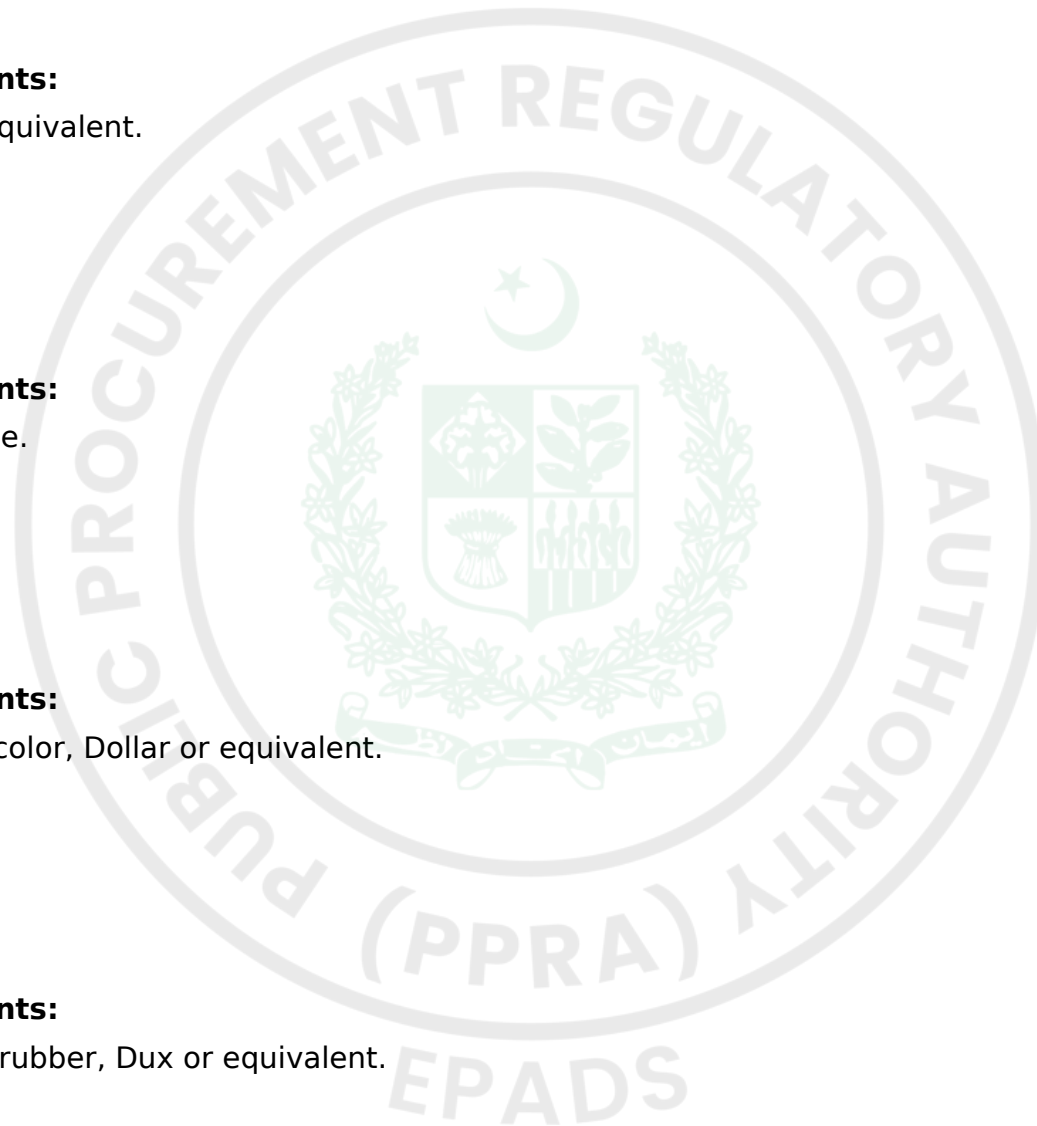 nts:
quivalent.
nts:
e.
nts:
color, Dollar or equivalent.
nts:
rubber, Dux or equivalent.
PUBLIC PROCUREMENT REGULATORY AUTHORITY
(PPRA)
EPADS